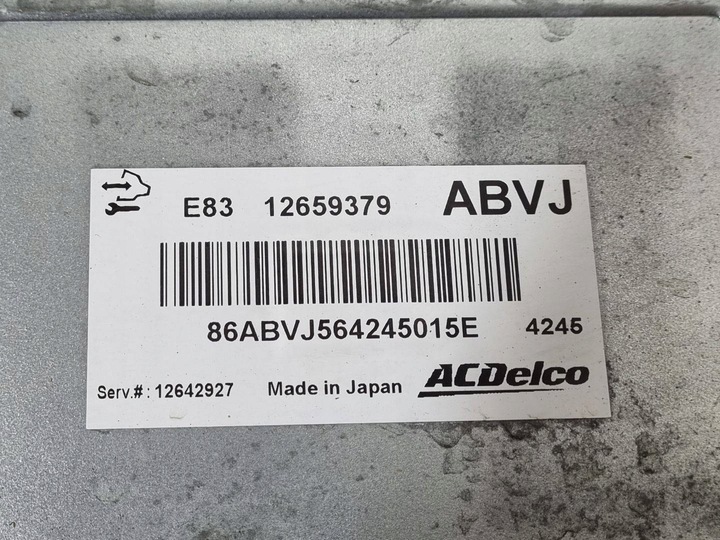 E83 12659379 ABVJ
86ABVJ564245015E 4245
Serv.#: 12642927 Made in Japan ACDelco